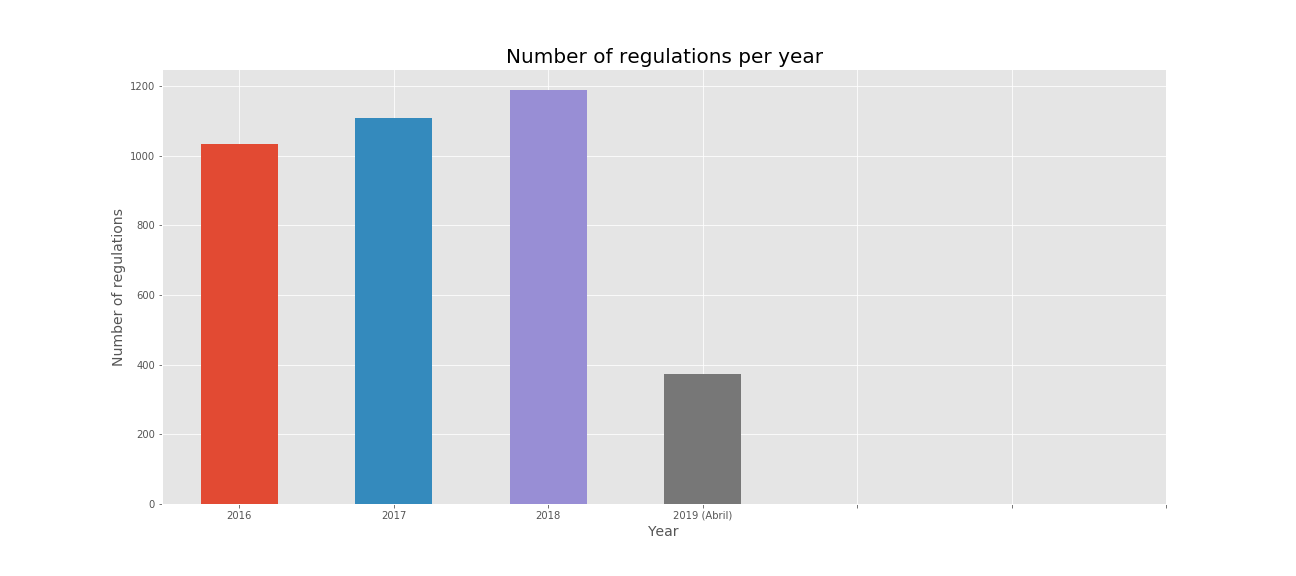 Number of regulations per year
Number of regulations
1200
1000
800
600
400
200
0
2016 2017 2018 2019 (Abril)
Year